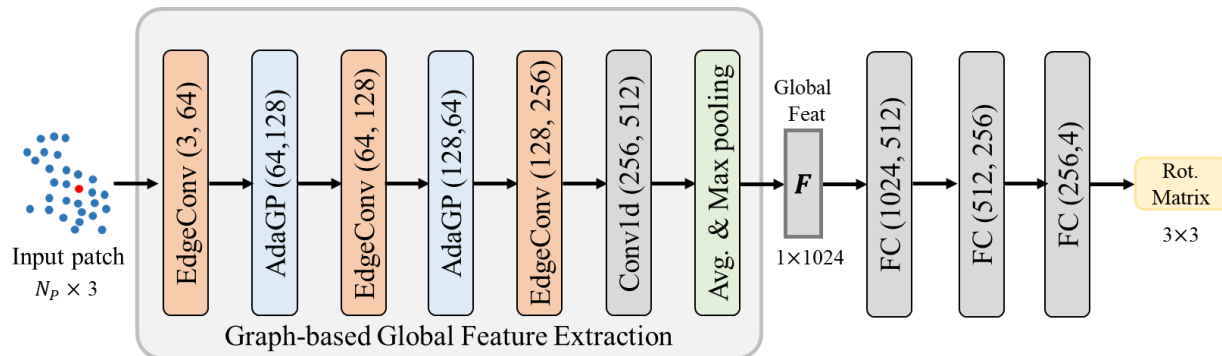 Input patch
N_P × 3
EdgeConv (3, 64)
AdaGP (64,128)
EdgeConv (64, 128)
AdaGP (128,64)
EdgeConv (128, 256)
Conv1d (256, 512)
Avg. & Max pooling
Graph-based Global Feature Extraction
Global
Feat
F
1×1024
FC (1024, 512)
FC (512, 256)
FC (256,4)
Rot.
Matrix
3×3